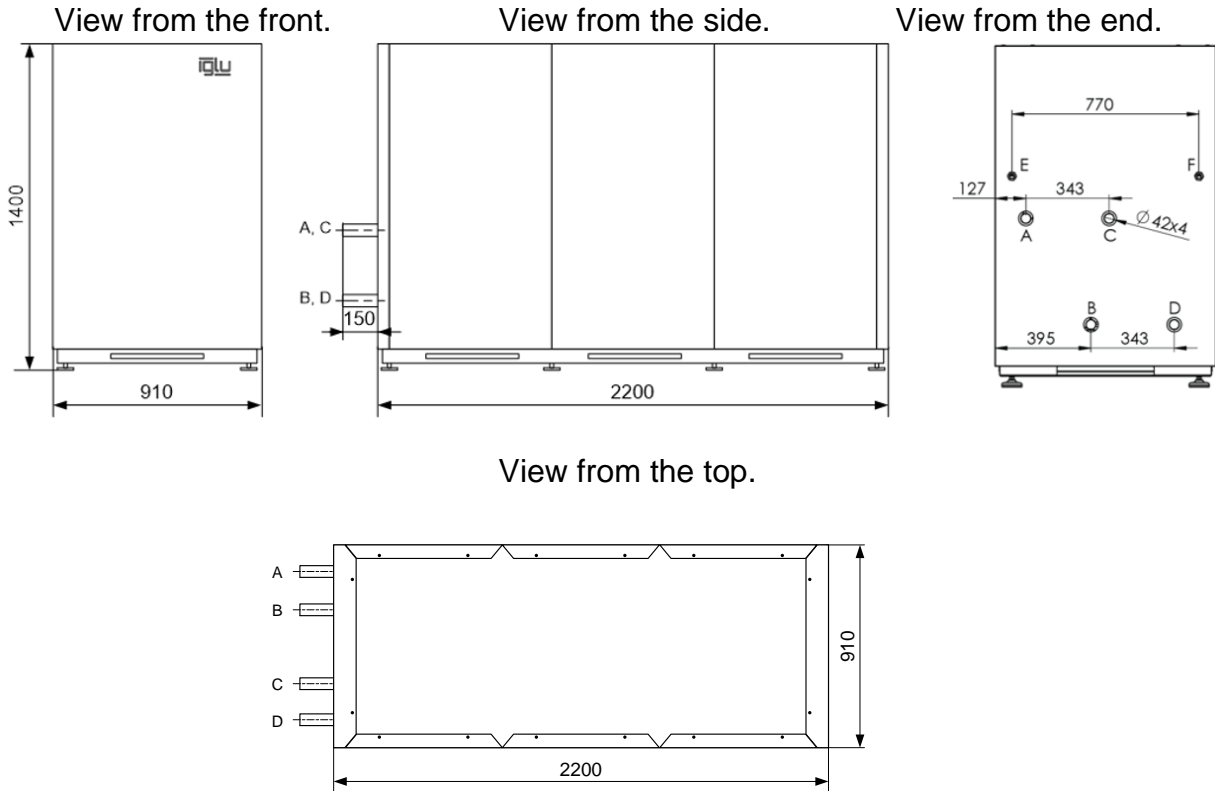 View from the front.
View from the side.
View from the end.
iglu
1400
910
A, C
B, D
150
2200
770
E
F
127
343
A
C
Ø 42x4
B
D
395
343
View from the top.
A
B
C
D
910
2200